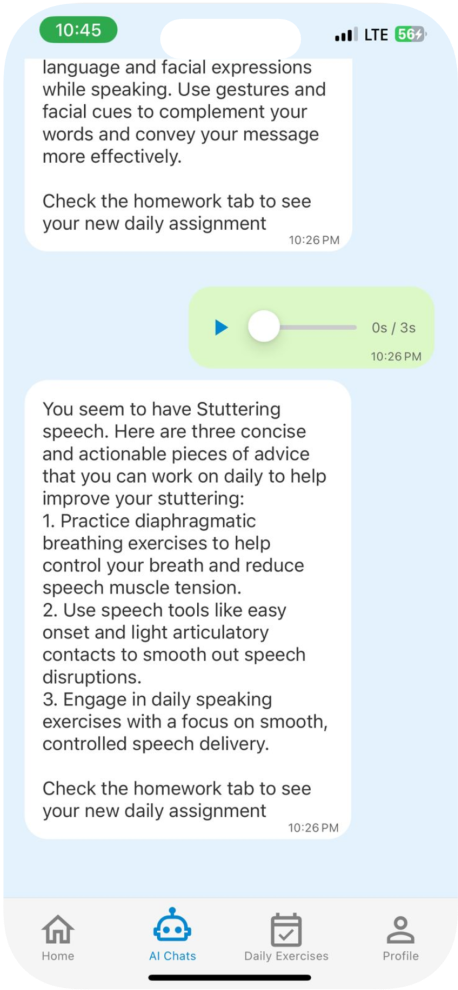 10:45
LTE 56
language and facial expressions
while speaking. Use gestures and
facial cues to complement your
words and convey your message
more effectively.
Check the homework tab to see
your new daily assignment
10:26 PM
0s / 3s
10:26 PM
You seem to have Stuttering
speech. Here are three concise
and actionable pieces of advice
that you can work on daily to help
improve your stuttering:
1. Practice diaphragmatic
breathing exercises to help
control your breath and reduce
speech muscle tension.
2. Use speech tools like easy
onset and light articulatory
contacts to smooth out speech
disruptions.
3. Engage in daily speaking
exercises with a focus on smooth,
controlled speech delivery.
Check the homework tab to see
your new daily assignment
10:26 PM
Home AI Chats Daily Exercises Profile